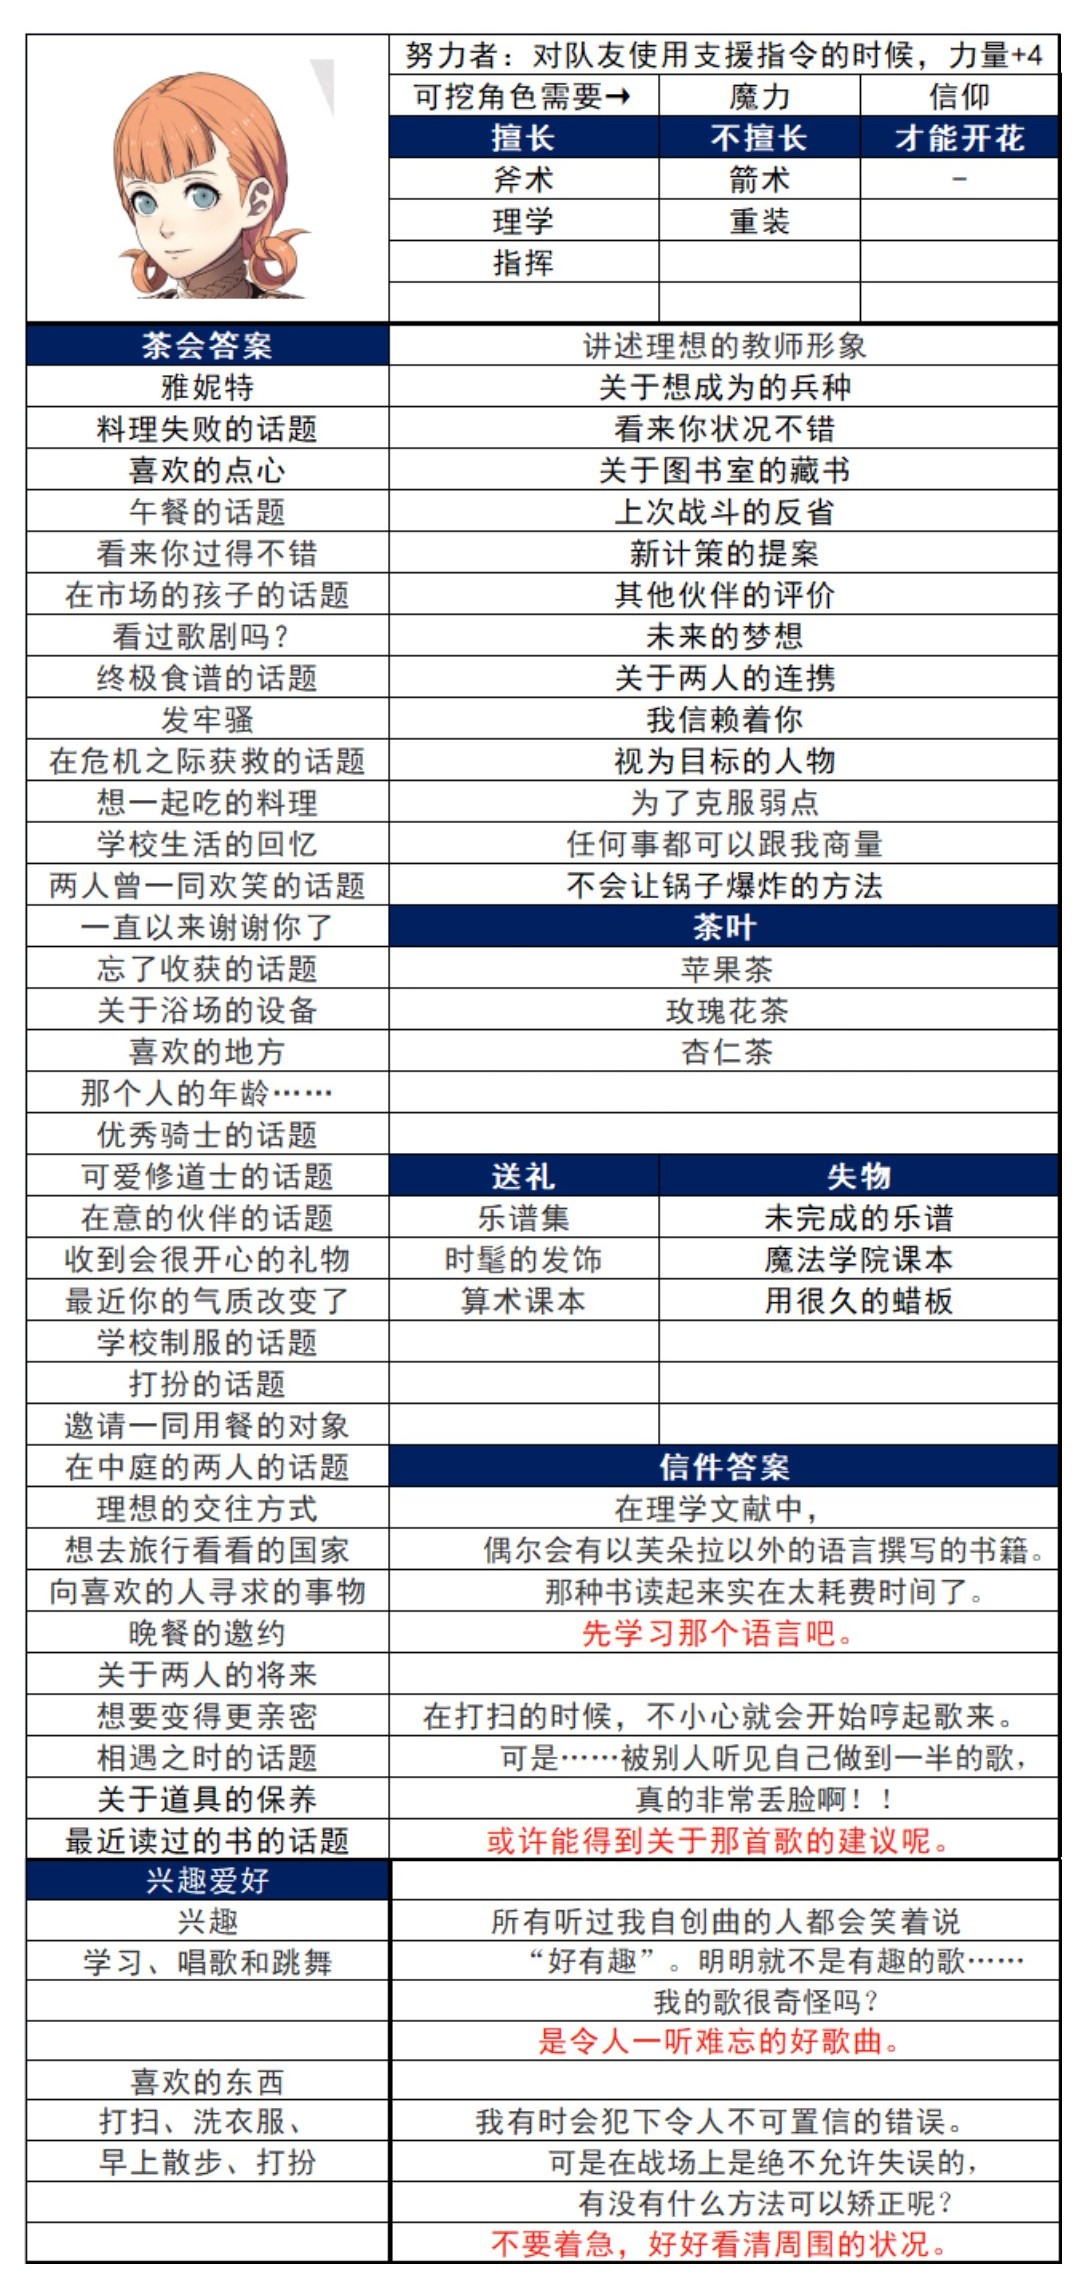 努力者：对队友使用支援指令的时候，力量+4
可挖角色需要→ 魔力 信仰
擅长 不擅长 才能开花
斧术 箭术 -
理学 重装
指挥
茶会答案 讲述理想的教师形象
雅妮特 关于想成为的兵种
料理失败的话题 看来你状况不错
喜欢的点心 关于图书室的藏书
午餐的话题 上次战斗的反省
看来你过得不错 新计策的提案
在市场的孩子的话题 其他伙伴的评价
看过歌剧吗？ 未来的梦想
终极食谱的话题 关于两人的连携
发牢骚 我信赖着你
在危机之际获救的话题 视为目标的人物
想一起吃的料理 为了克服弱点
学校生活的回忆 任何事都可以跟我商量
两人曾一同欢笑的话题 不会让锅子爆炸的方法
一直以来谢谢你了 茶叶
忘了收获的话题 苹果茶
关于浴场的设备 玫瑰花茶
喜欢的地方 杏仁茶
那个人的年龄……
优秀骑士的话题
可爱修道士的话题 送礼 失物
在意的伙伴的话题 乐谱集 未完成的乐谱
收到会很开心的礼物 时髦的发饰 魔法学院课本
最近你的气质改变了 算术课本 用很久的蜡板
学校制服的话题
打扮的话题
邀请一同用餐的对象
在中庭的两人的话题 信件答案
理想的交往方式 在理学文献中，
想去旅行看看的国家 偶尔会有以芙朵拉以外的语言撰写的书籍。
向喜欢的人寻求的事物 那种书读起来实在太耗费时间了。
晚餐的邀约 先学习那个语言吧。
关于两人的将来
想要变得更亲密 在打扫的时候，不小心就会开始哼起歌来。
相遇之时的话题 可是……被别人听见自己做到一半的歌，
关于道具的保养 真的非常丢脸啊！！
最近读过的书的话题 或许能得到关于那首歌的建议呢。
兴趣爱好
兴趣 所有听过我自创曲的人都会笑着说
学习、唱歌和跳舞 “好有趣”。明明就不是有趣的歌……
我的歌很奇怪吗？
是令人一听难忘的好歌曲。
喜欢的东西
打扫、洗衣服、 我有时会犯下令人不可置信的错误。
早上散步、打扮 可是在战场上是绝不允许失误的，
有没有什么方法可以矫正呢？
不要着急，好好看清周围的状况。